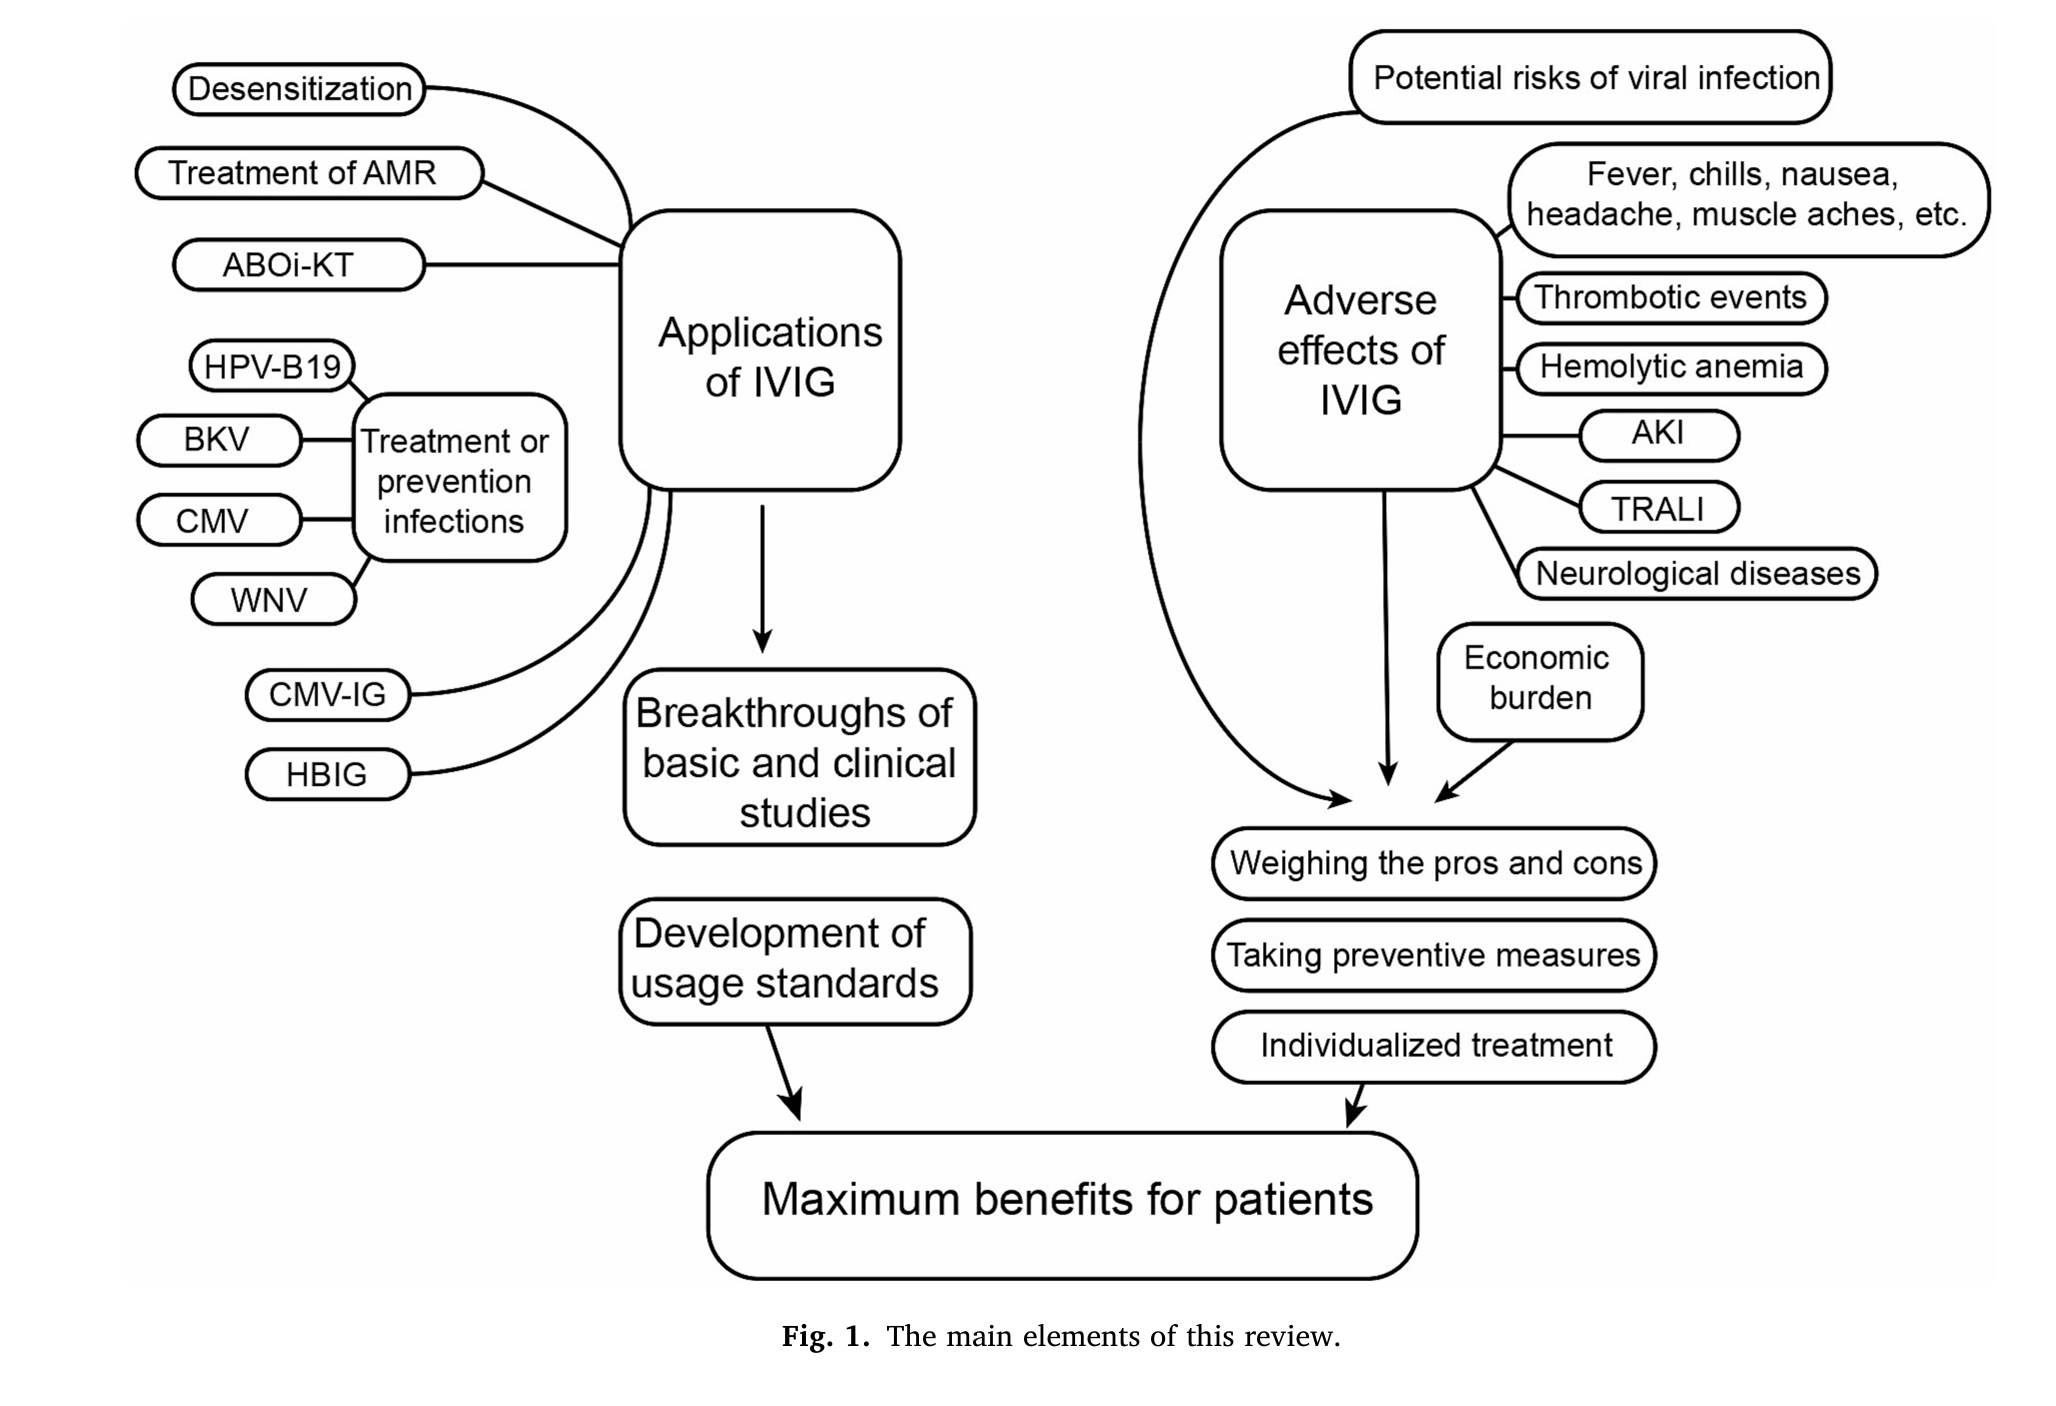 Desensitization
Treatment of AMR
ABOi-KT
HPV-B19
BKV
CMV
WNV
Treatment or
prevention
infections
CMV-IG
HBIG
Applications
of IVIG
Breakthroughs of
basic and clinical
studies
Development of
usage standards
Potential risks of viral infection
Adverse
effects of
IVIG
Fever, chills, nausea,
headache, muscle aches, etc.
Thrombotic events
Hemolytic anemia
AKI
TRALI
Neurological diseases
Economic
burden
Weighing the pros and cons
Taking preventive measures
Individualized treatment
Maximum benefits for patients
Fig. 1. The main elements of this review.